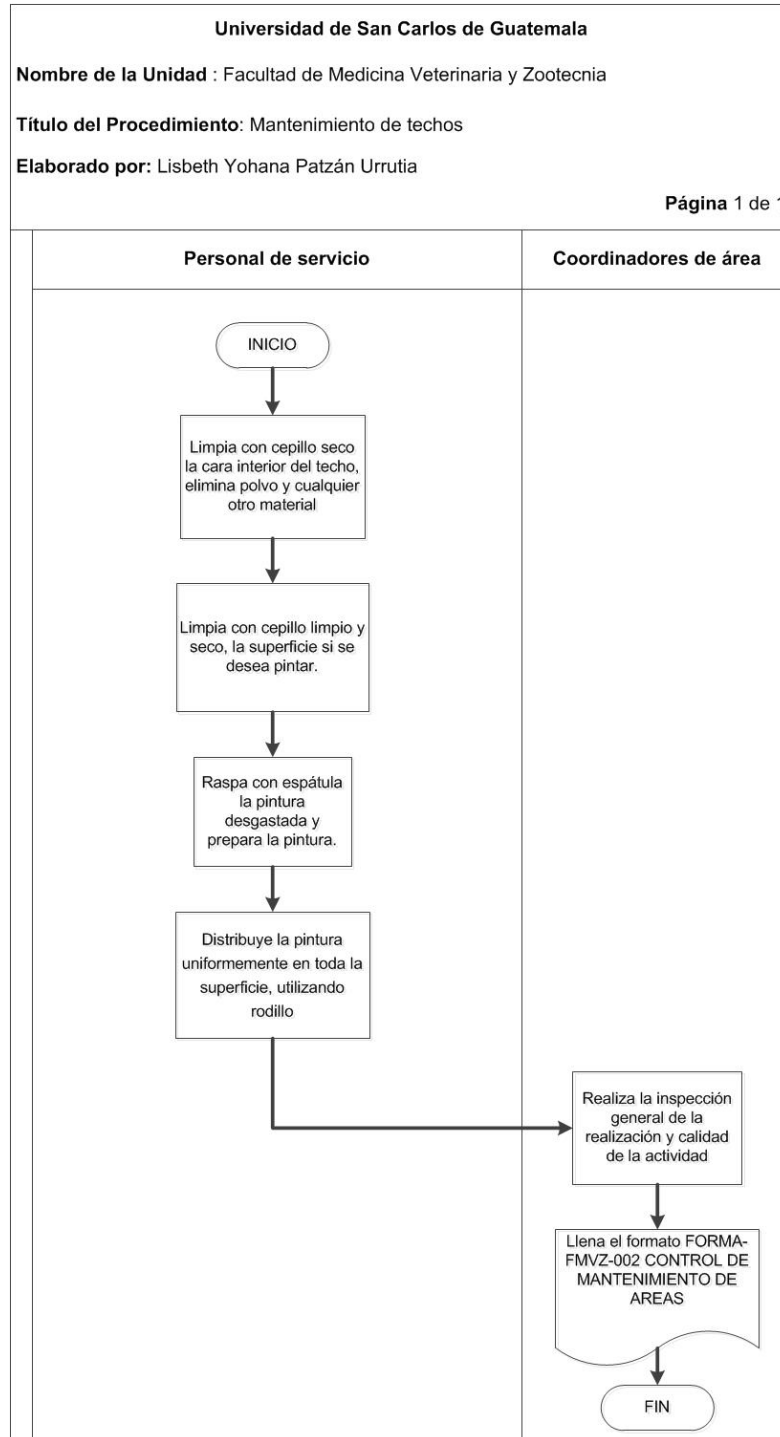 Universidad de San Carlos de Guatemala
Nombre de la Unidad : Facultad de Medicina Veterinaria y Zootecnia
Título del Procedimiento: Mantenimiento de techos
Elaborado por: Lisbeth Yohana Patzán Urrutia
Página 1 de 1
Personal de servicio
Coordinadores de área
INICIO
Limpia con cepillo seco
la cara interior del techo,
elimina polvo y cualquier
otro material
Limpia con cepillo limpio y
seco, la superficie si se
desea pintar.
Raspa con espátula
la pintura
desgastada y
prepara la pintura.
Distribuye la pintura
uniformemente en toda la
superficie, utilizando
rodillo
Realiza la inspección
general de la
realización y calidad
de la actividad
Llena el formato FORMA-
FMVZ-002 CONTROL DE
MANTENIMIENTO DE
AREAS
FIN